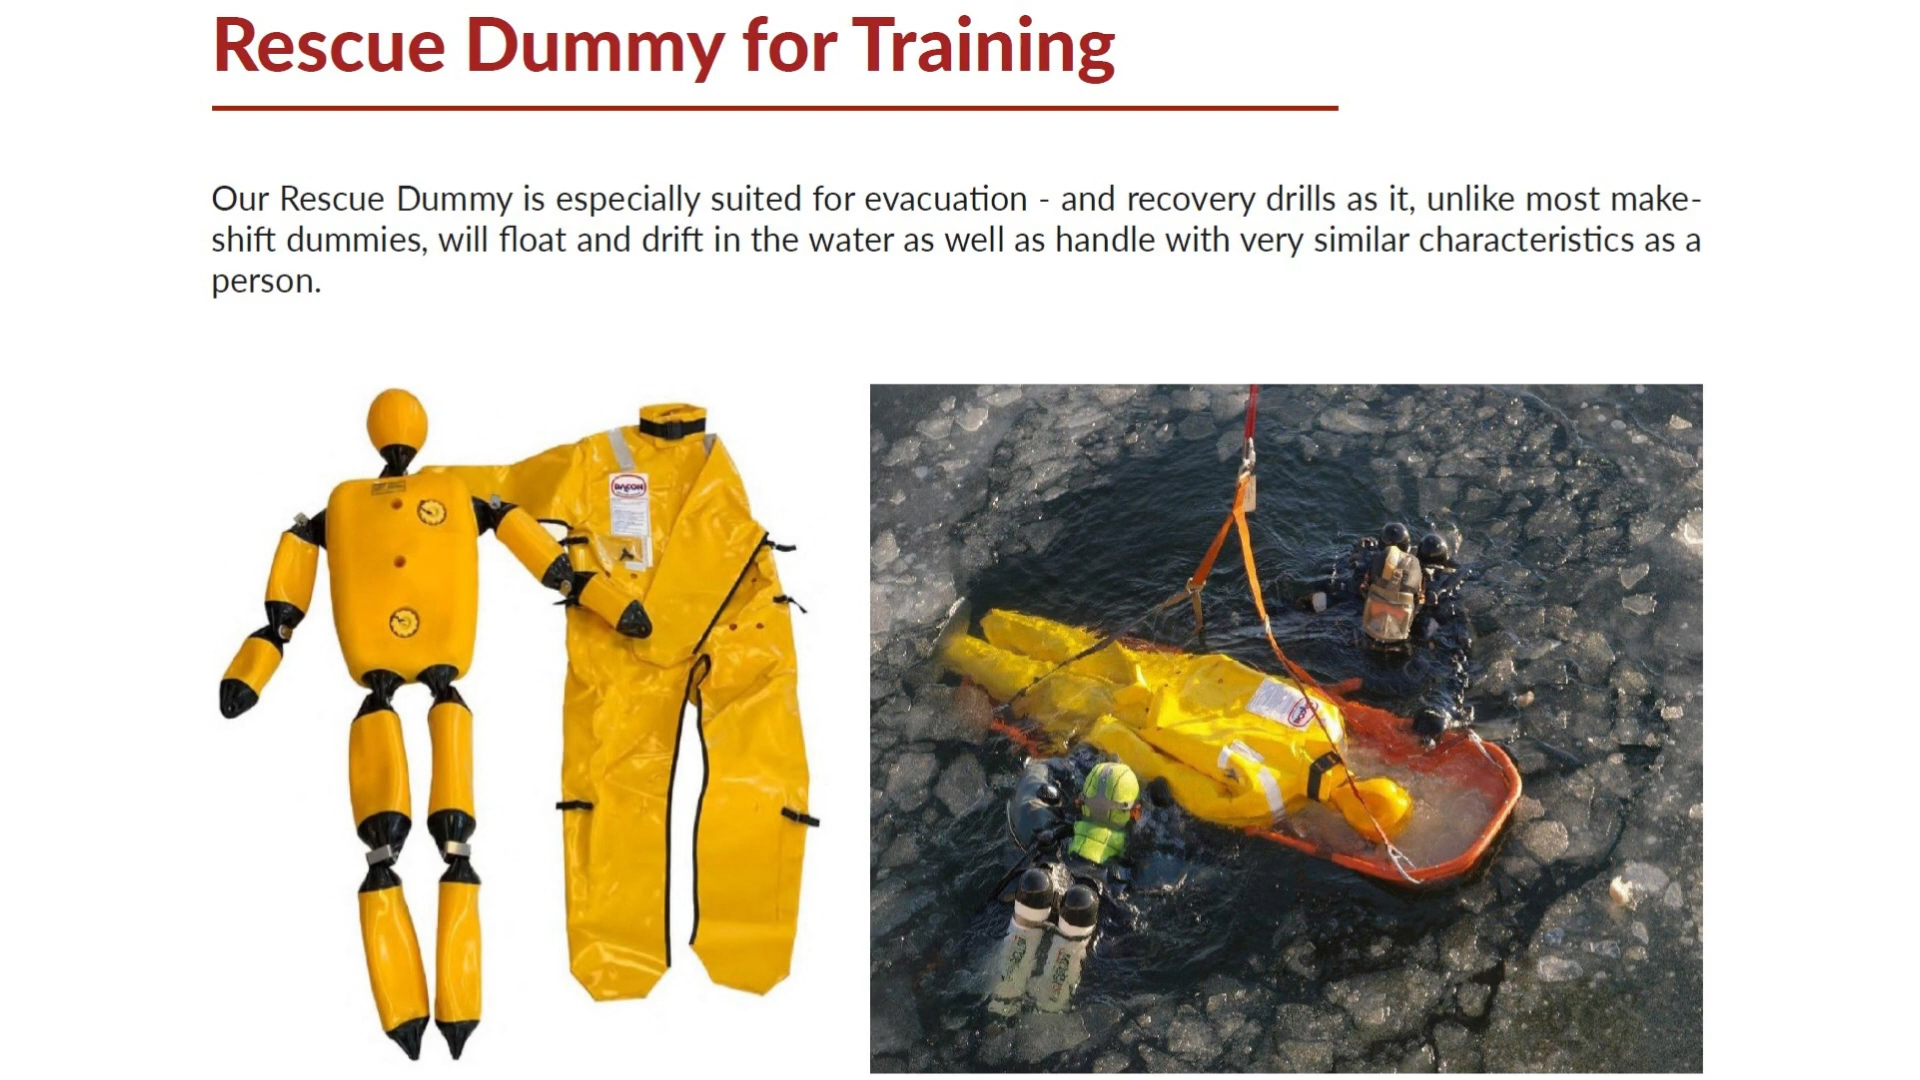 Rescue Dummy for Training
Our Rescue Dummy is especially suited for evacuation - and recovery drills as it, unlike most make-
shift dummies, will float and drift in the water as well as handle with very similar characteristics as a
person.
DACON
DACON